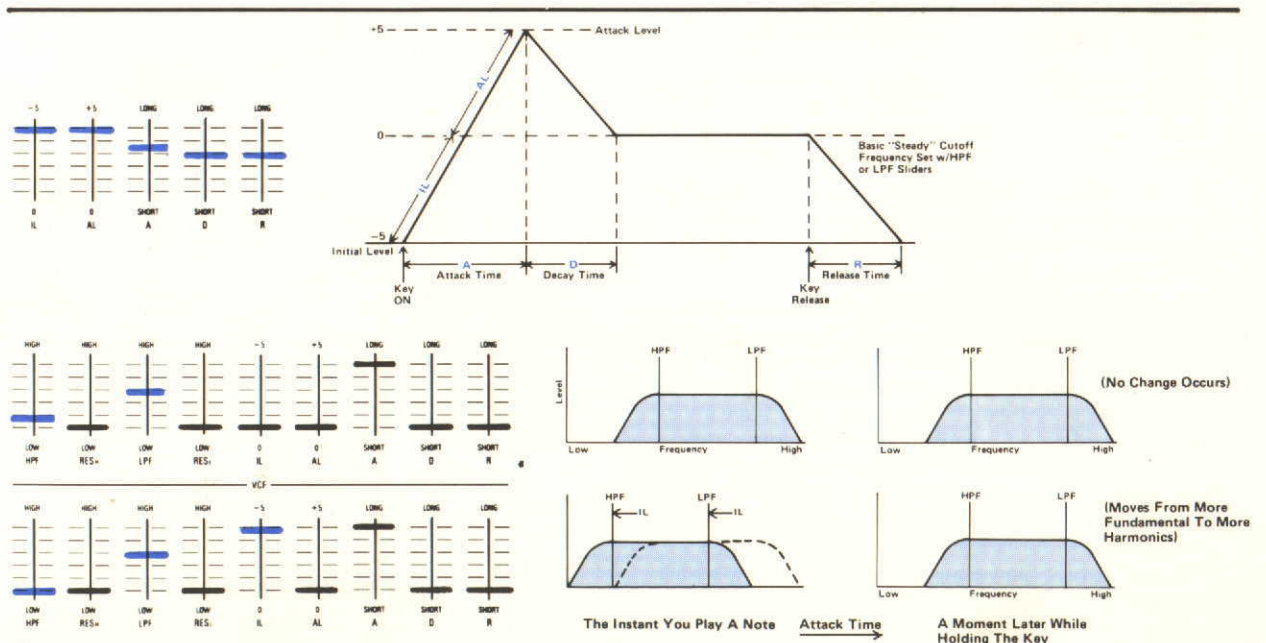 +5 Attack Level
AL
-5 +5 LONG LONG LONG
0
IL
Basic "Steady" Cutoff
Frequency Set w/HPF
or LPF Sliders
0 0 SHORT SHORT SHORT
IL AL A D R
-5
Initial Level
A D R
Attack Time Decay Time Release Time
Key
ON
Key
Release
HIGH HIGH HIGH HIGH -5 +5 LONG LONG LONG
LOW LOW LOW LOW 0 0 SHORT SHORT SHORT
HPF RESH LPF RESL IL AL A D R
HPF LPF
Level
Low Frequency High
HPF LPF
Low Frequency High
(No Change Occurs)
VCF
HIGH HIGH HIGH HIGH -5 +5 LONG LONG LONG
LOW LOW LOW LOW 0 0 SHORT SHORT SHORT
HPF RESH LPF RESL IL AL A D R
HPF LPF
IL IL
HPF LPF
Low Frequency High
(Moves From More
Fundamental To More
Harmonics)
The Instant You Play A Note
Attack Time
A Moment Later While
Holding The Key